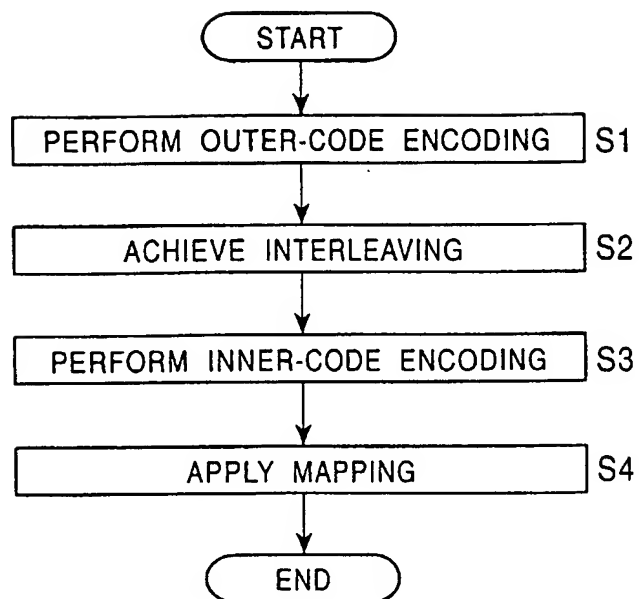 START
PERFORM OUTER-CODE ENCODING S1
ACHIEVE INTERLEAVING S2
PERFORM INNER-CODE ENCODING S3
APPLY MAPPING S4
END